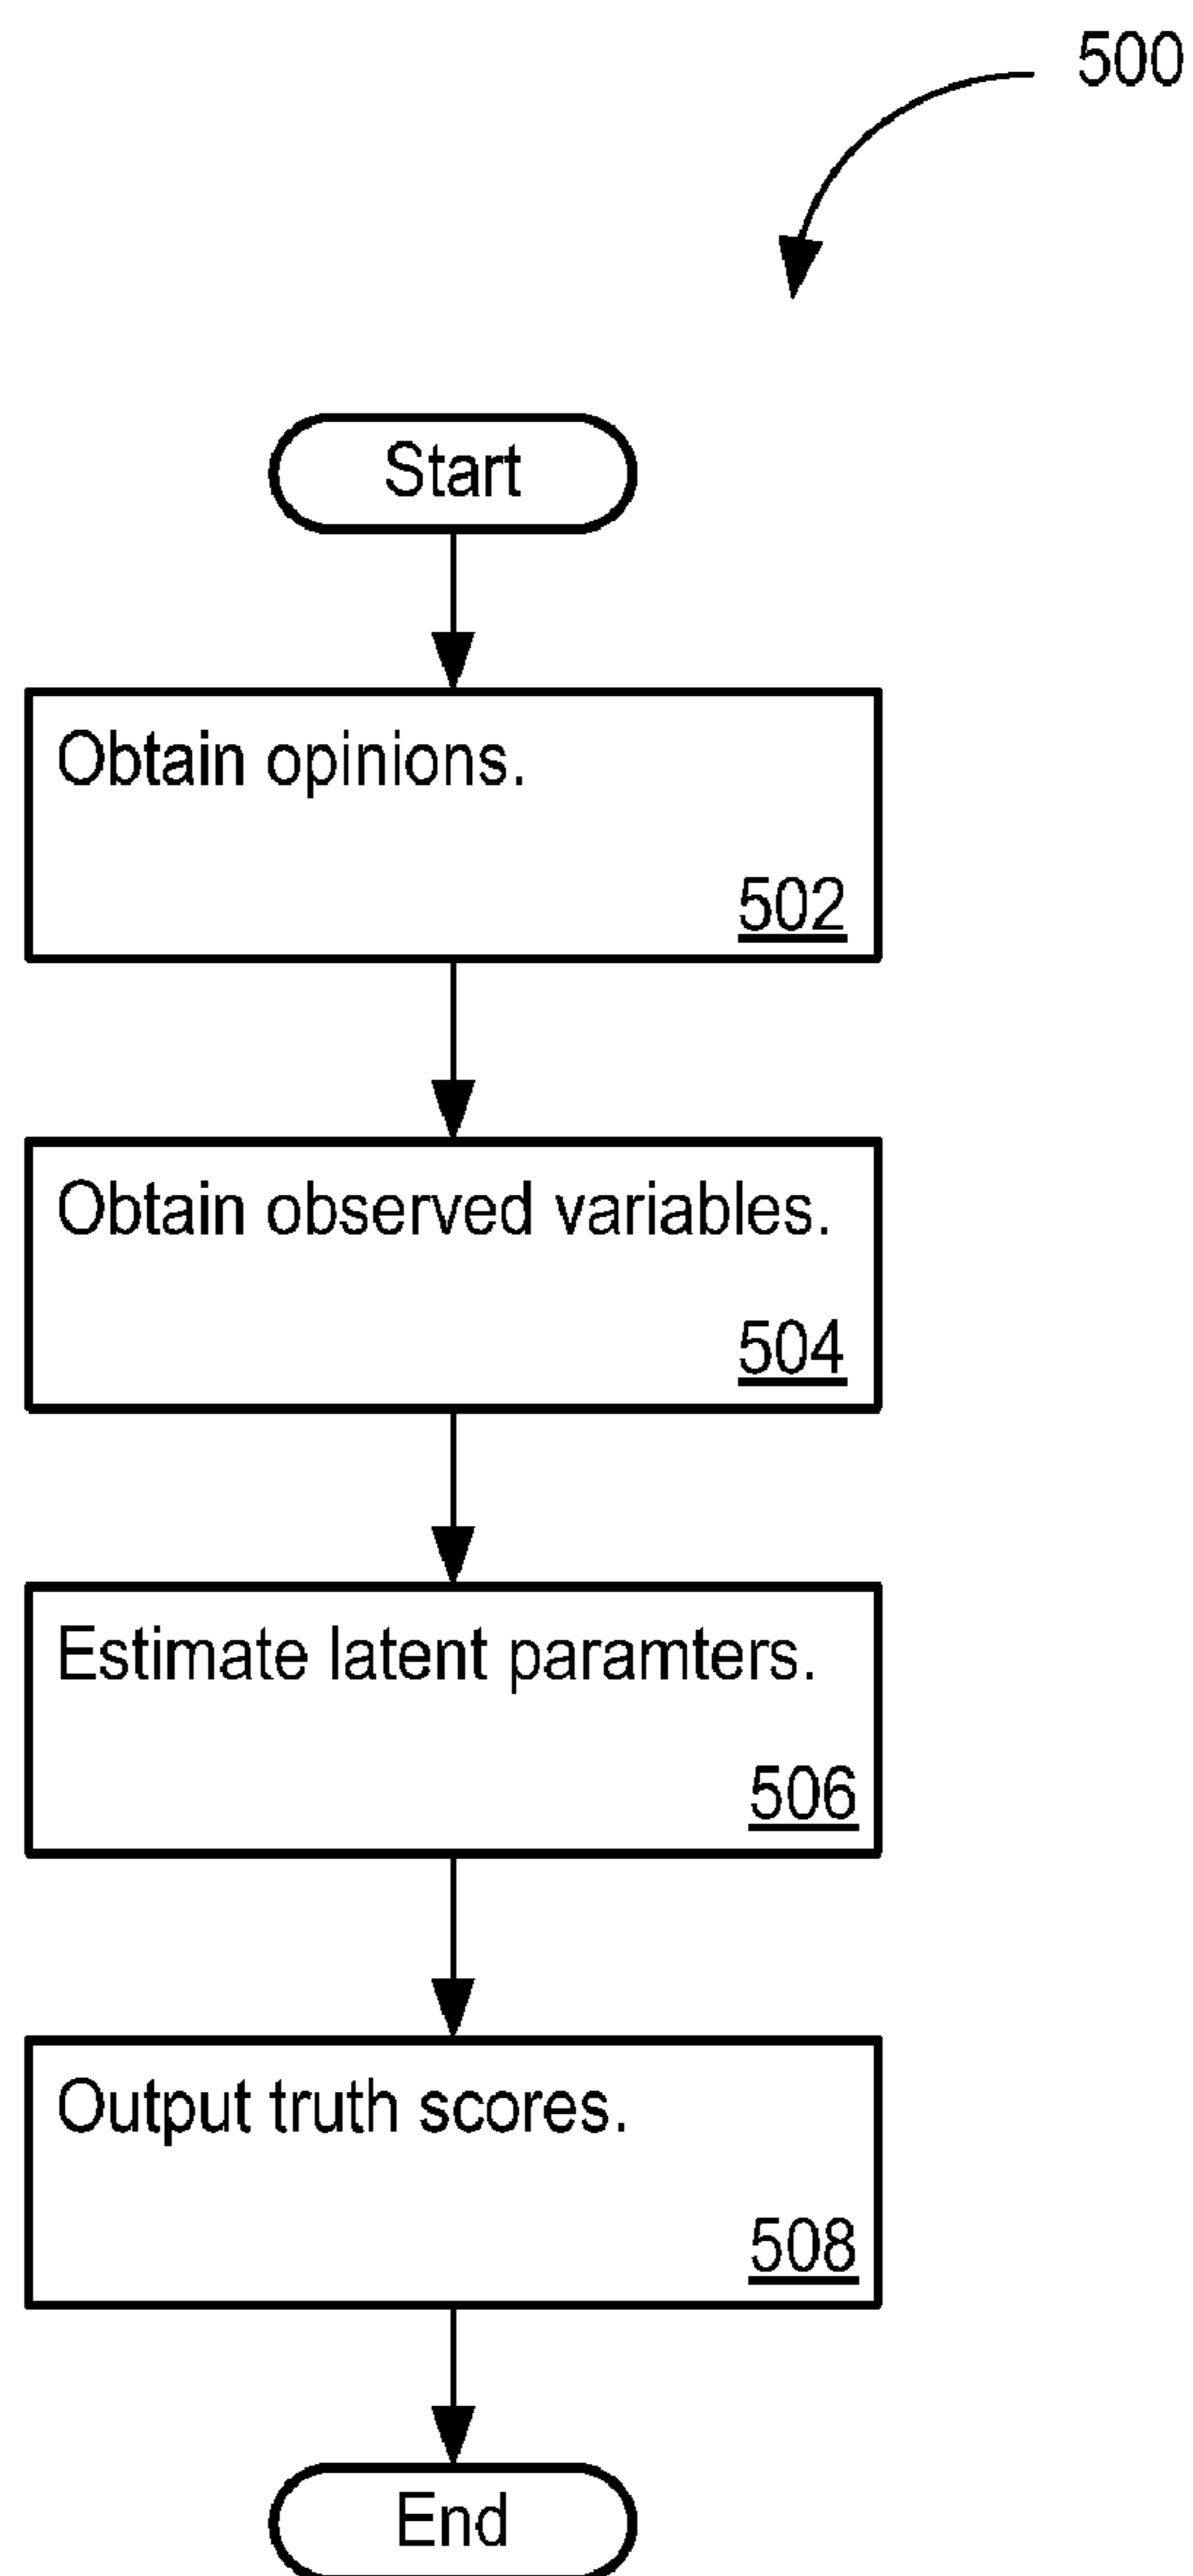 500
Start
Obtain opinions.
502
Obtain observed variables.
504
Estimate latent paramters.
506
Output truth scores.
508
End